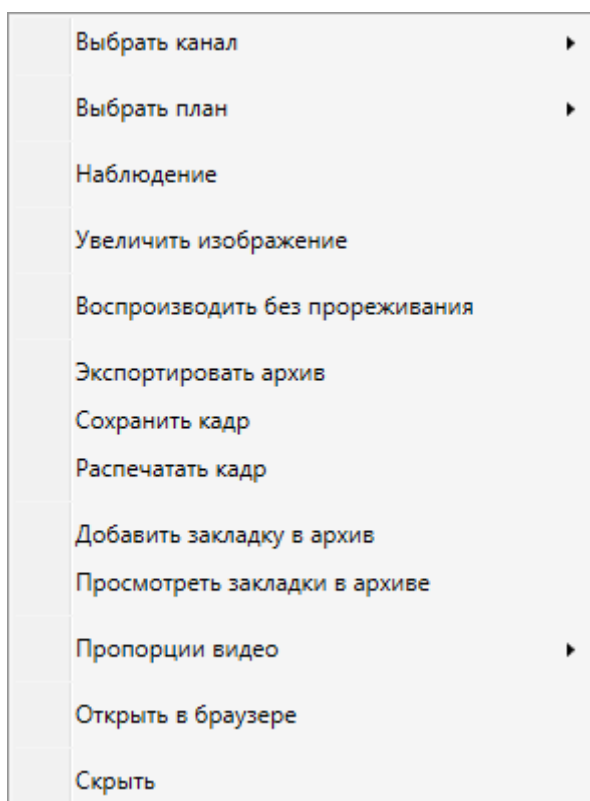 Выбрать канал
Выбрать план
Наблюдение
Увеличить изображение
Воспроизводить без прореживания
Экспортировать архив
Сохранить кадр
Распечатать кадр
Добавить закладку в архив
Просмотреть закладки в архиве
Пропорции видео
Открыть в браузере
Скрыть